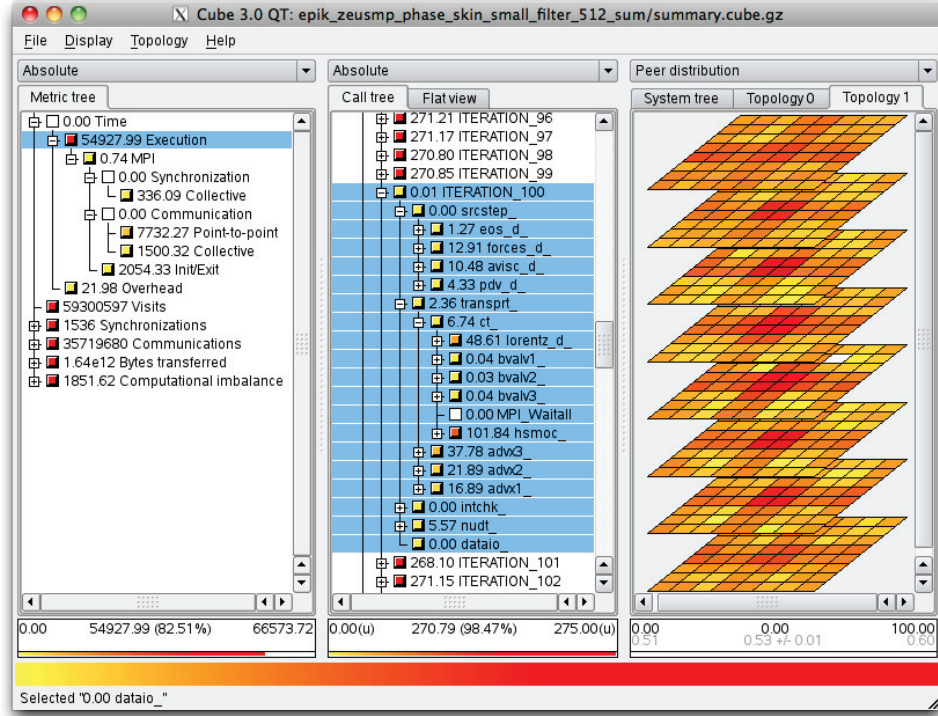 Cube 3.0 QT: epik_zeusmp_phase_skin_small_filter_512_sum/summary.cube.gz
File Display Topology Help
Absolute
Metric tree
0.00 Time
54927.99 Execution
0.74 MPI
0.00 Synchronization
336.09 Collective
0.00 Communication
7732.27 Point-to-point
1500.32 Collective
2054.33 Init/Exit
21.98 Overhead
59300597 Visits
1536 Synchronizations
35719680 Communications
1.64e12 Bytes transferred
1851.62 Computational imbalance
0.00 54927.99 (82.51%) 66573.72
Absolute
Call tree Flat view
271.21 ITERATION_96
271.17 ITERATION_97
270.80 ITERATION_98
270.85 ITERATION_99
0.01 ITERATION_100
0.00 srcstep_
1.27 eos_d_
12.91 forces_d_
10.48 avisc_d_
4.33 pdv_d_
2.36 transprt_
6.74 ct_
48.61 lorentz_d_
0.04 bvalv1_
0.03 bvalv2_
0.04 bvalv3_
0.00 MPI_Waitall
101.84 hsmoc_
37.78 advx3_
21.89 advx2_
16.89 advx1_
0.00 intchk_
5.57 nudt_
0.00 dataio_
268.10 ITERATION_101
271.15 ITERATION_102
0.00(u) 270.79 (98.47%) 275.00(u)
Peer distribution
System tree Topology 0 Topology 1
0.00 0.00 100.00
0.51 0.53 +/- 0.01 0.60
Selected "0.00 dataio_"